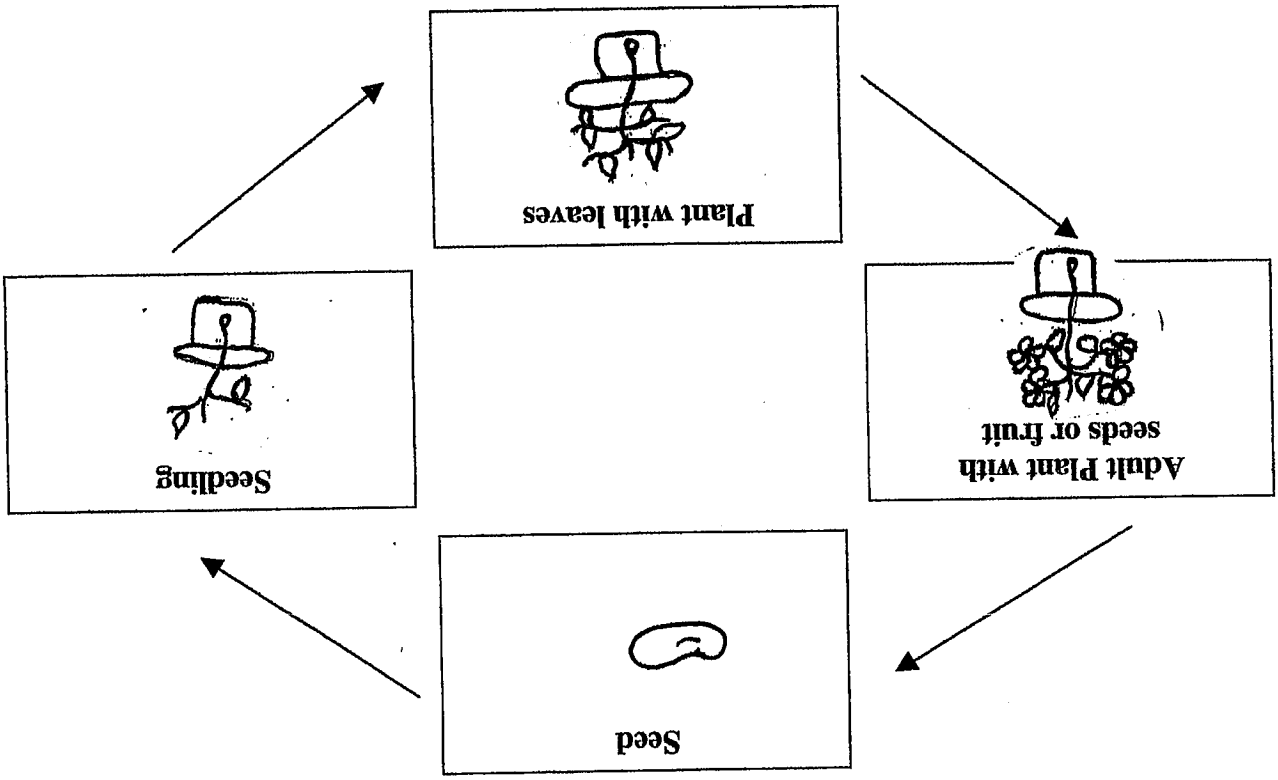 Seed
Adult Plant with
seeds or fruit
Seedling
Plant with leaves